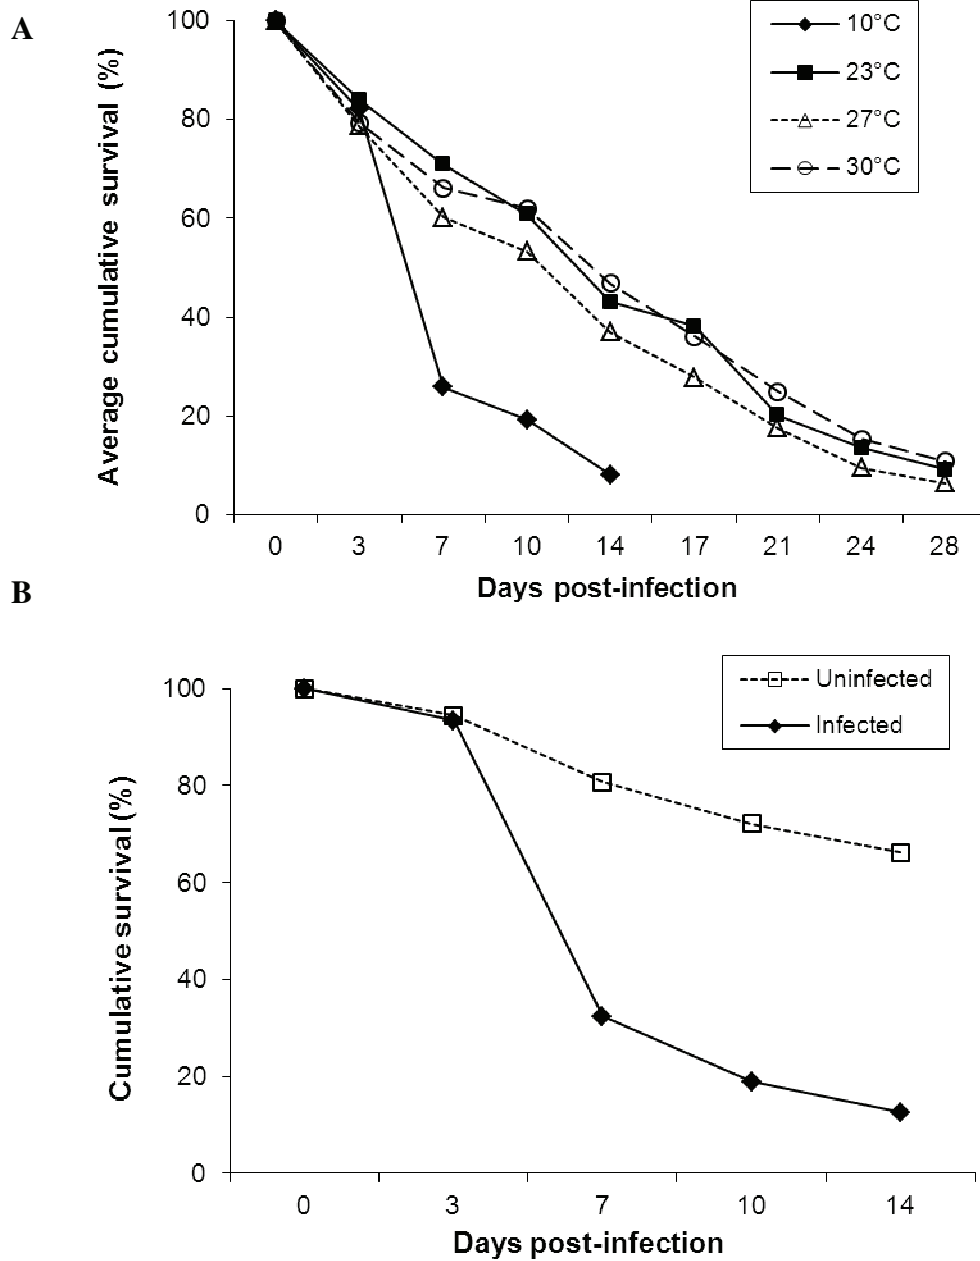 A
10°C
23°C
27°C
30°C
Average cumulative survival (%)
100
80
60
40
20
0
0 3 7 10 14 17 21 24 28
Days post-infection
B
Uninfected
Infected
Cumulative survival (%)
100
80
60
40
20
0
0 3 7 10 14
Days post-infection